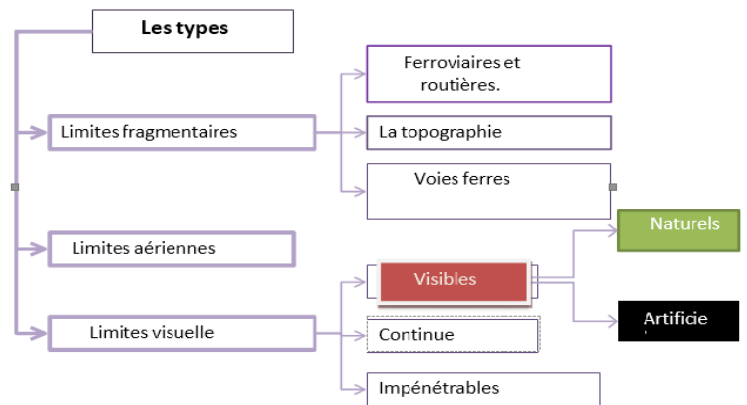 Les types
Ferroviaires et
routières.
Limites fragmentaires
La topographie
Voies ferres
Naturels
Limites aériennes
Visibles
Artificie
Limites visuelle
Continue
Impénétrables